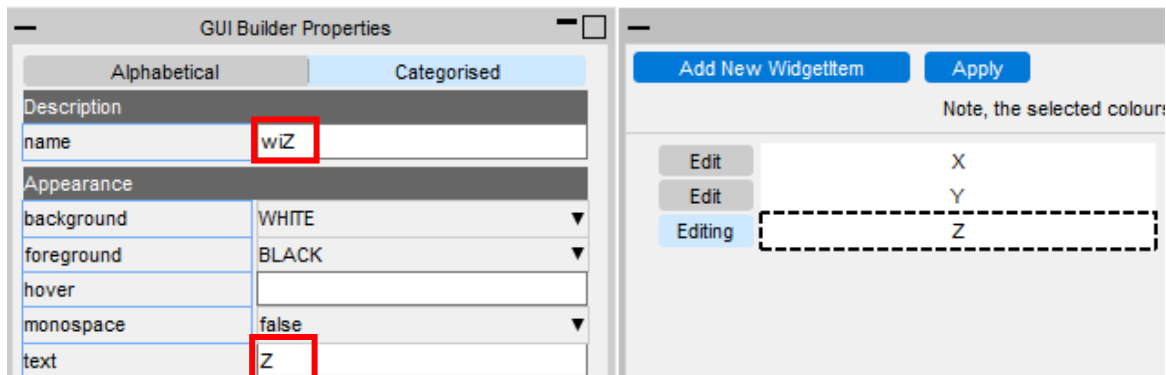 GUI Builder Properties
Alphabetical Categorised
Description
name wiZ
Appearance
background WHITE
foreground BLACK
hover
monospace false
text Z
Add New WidgetItem Apply
Note, the selected colours
Edit X
Edit Y
Editing Z